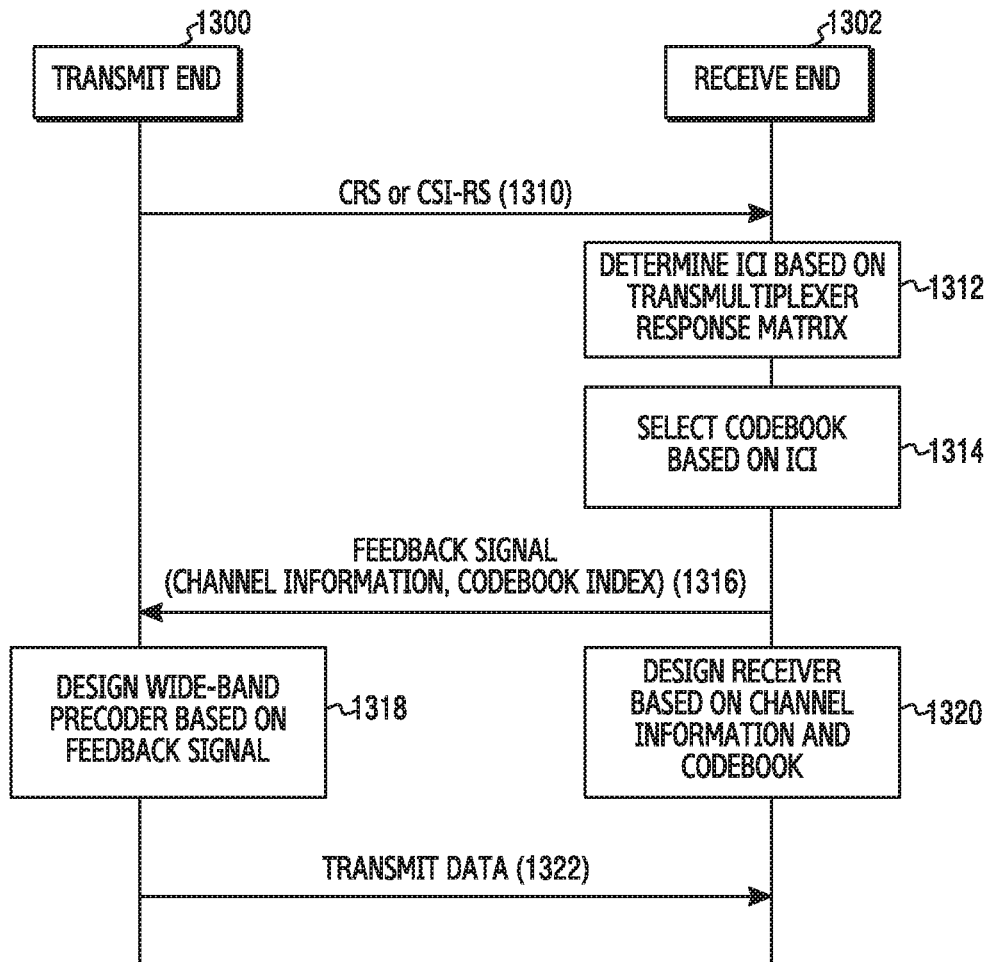 1300
1302
TRANSMIT END
RECEIVE END
CRS or CSI-RS (1310)
DETERMINE ICI BASED ON
TRANSMULTIPLEXER
RESPONSE MATRIX
1312
SELECT CODEBOOK
BASED ON ICI
1314
FEEDBACK SIGNAL
(CHANNEL INFORMATION, CODEBOOK INDEX) (1316)
DESIGN WIDE-BAND
PRECODER BASED ON
FEEDBACK SIGNAL
1318
DESIGN RECEIVER
BASED ON CHANNEL
INFORMATION AND
CODEBOOK
1320
TRANSMIT DATA (1322)